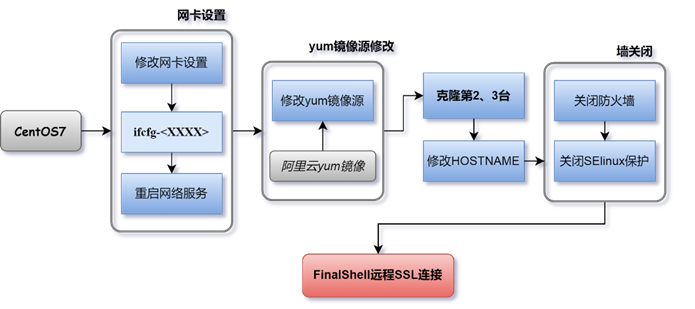 网卡设置
修改网卡设置
CentOS7
ifcfg-<XXXX>
重启网络服务
yum镜像源修改
修改yum镜像源
阿里云yum镜像
克隆第2、3台
修改HOSTNAME
墙关闭
关闭防火墙
关闭SElinux保护
FinalShell远程SSL连接